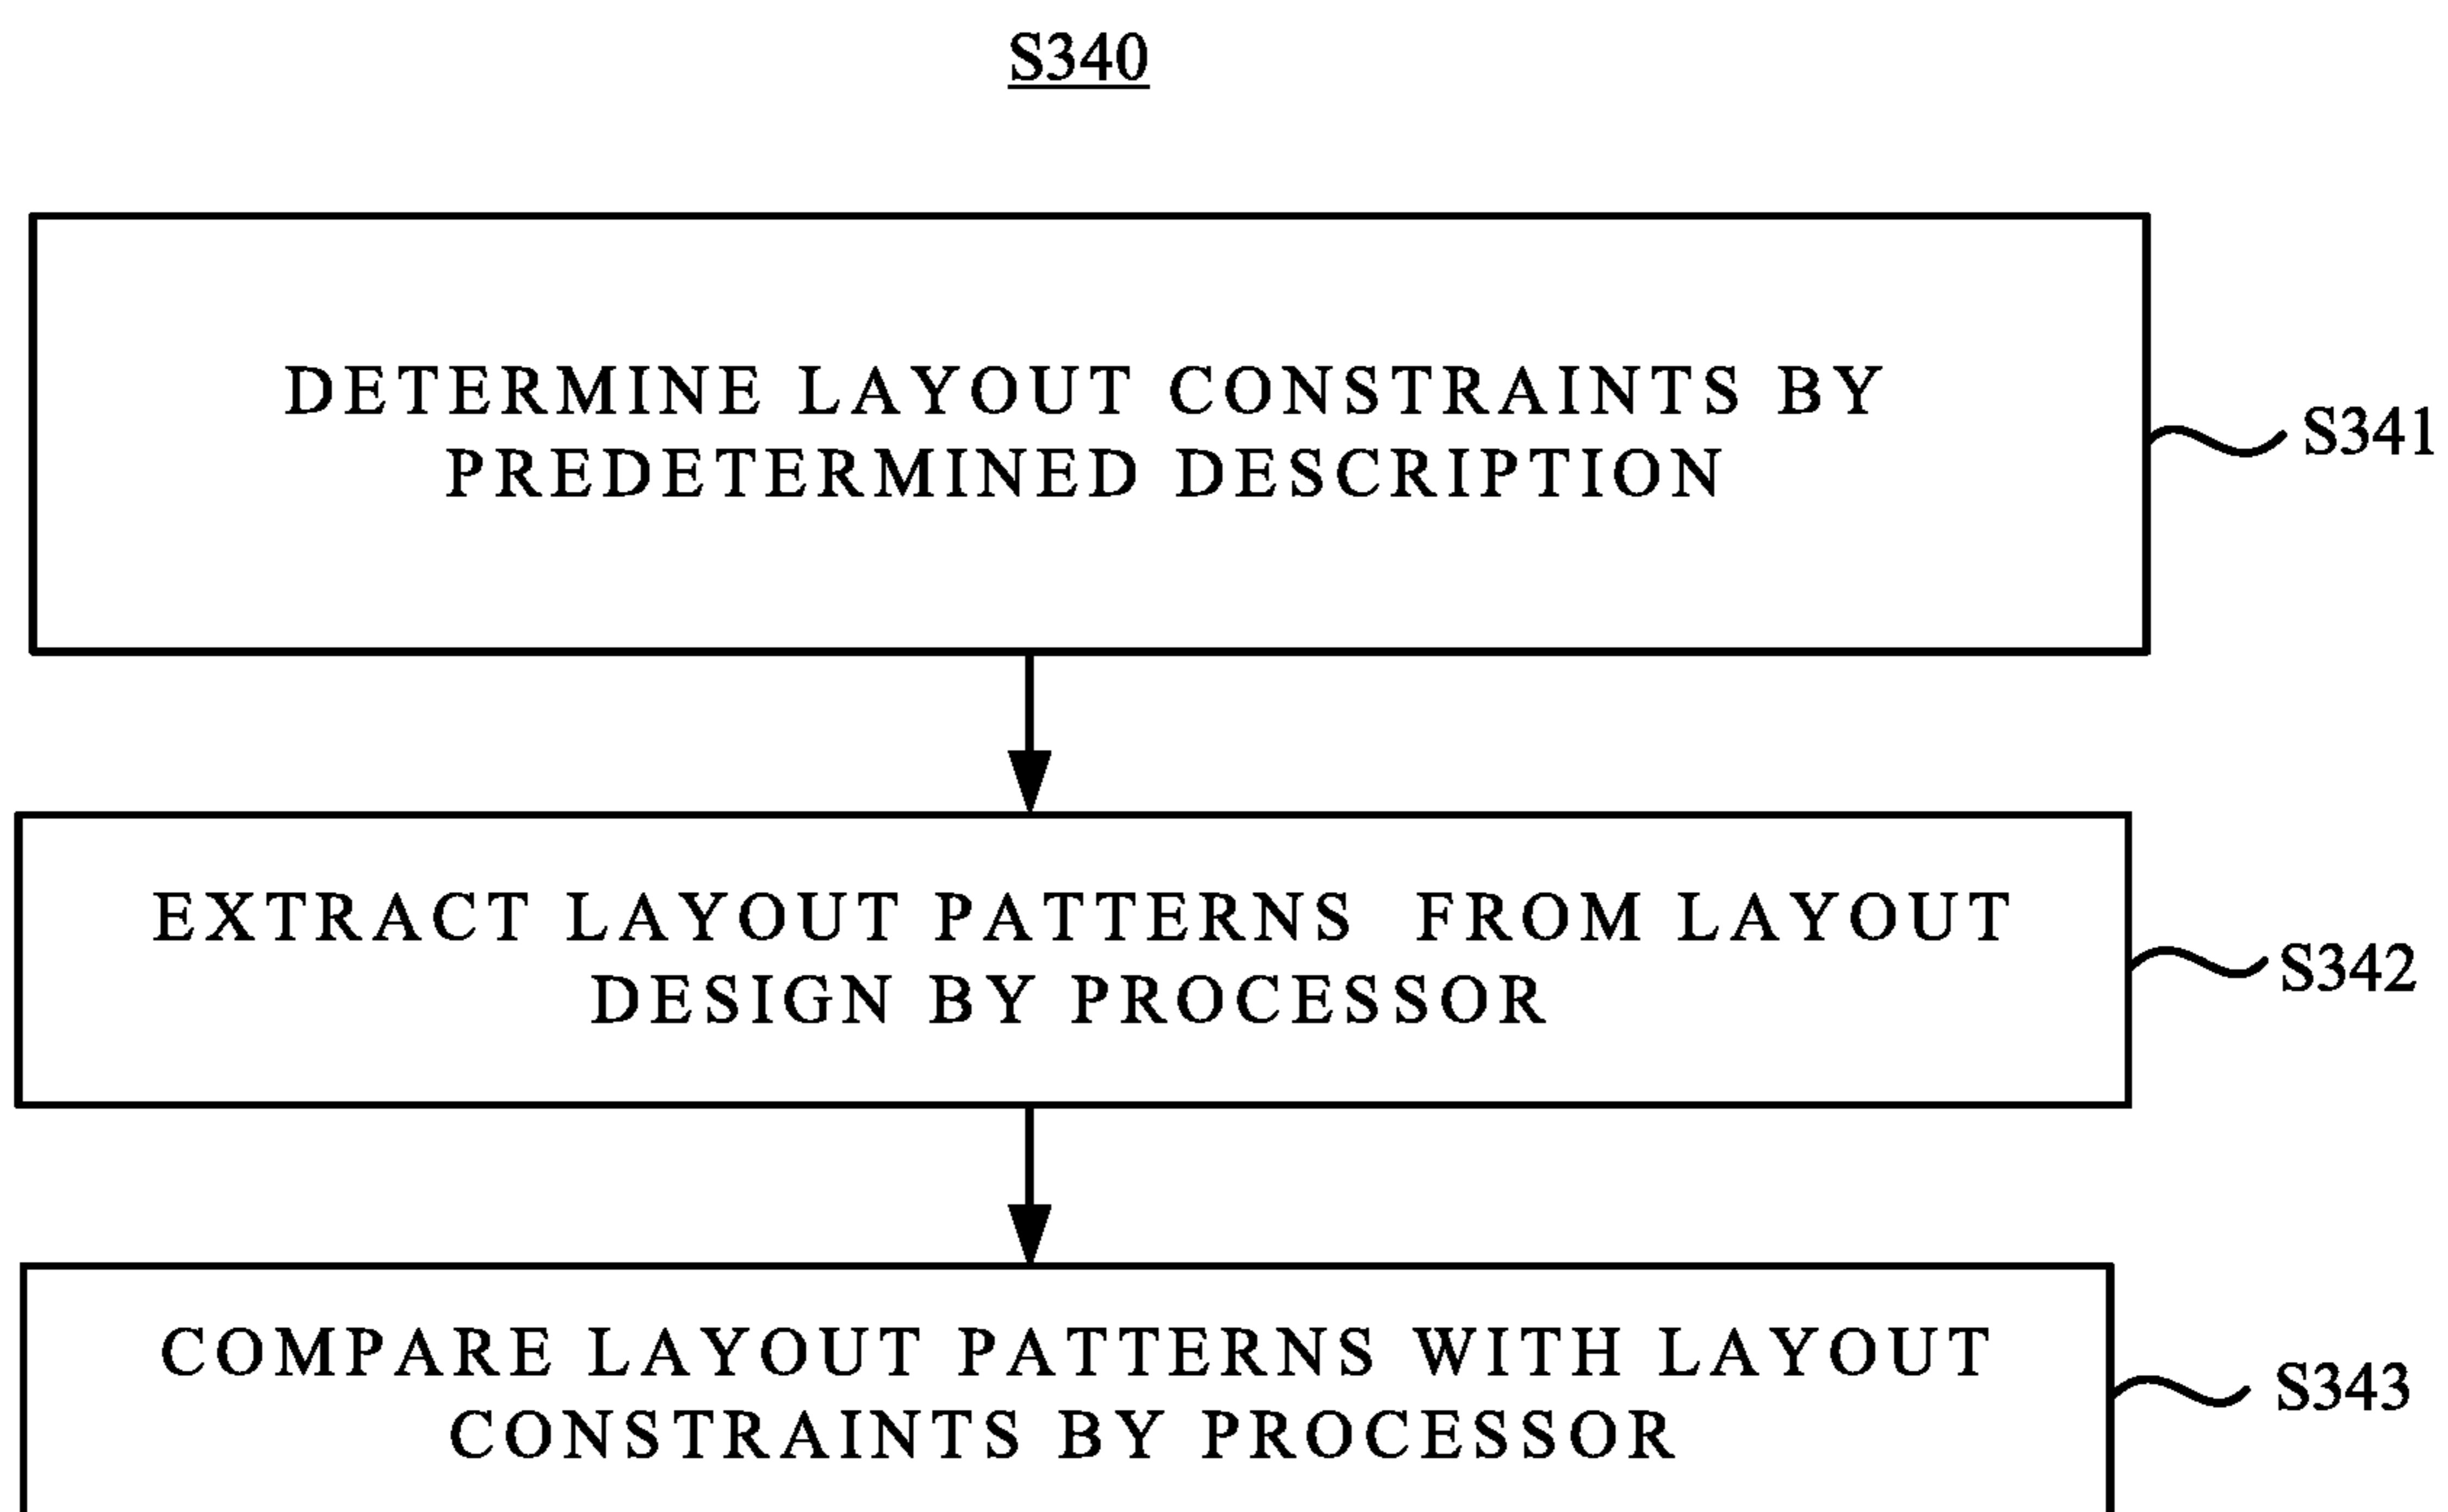 S340
DETERMINE LAYOUT CONSTRAINTS BY
PREDETERMINED DESCRIPTION
S341
EXTRACT LAYOUT PATTERNS FROM LAYOUT
DESIGN BY PROCESSOR
S342
COMPARE LAYOUT PATTERNS WITH LAYOUT
CONSTRAINTS BY PROCESSOR
S343